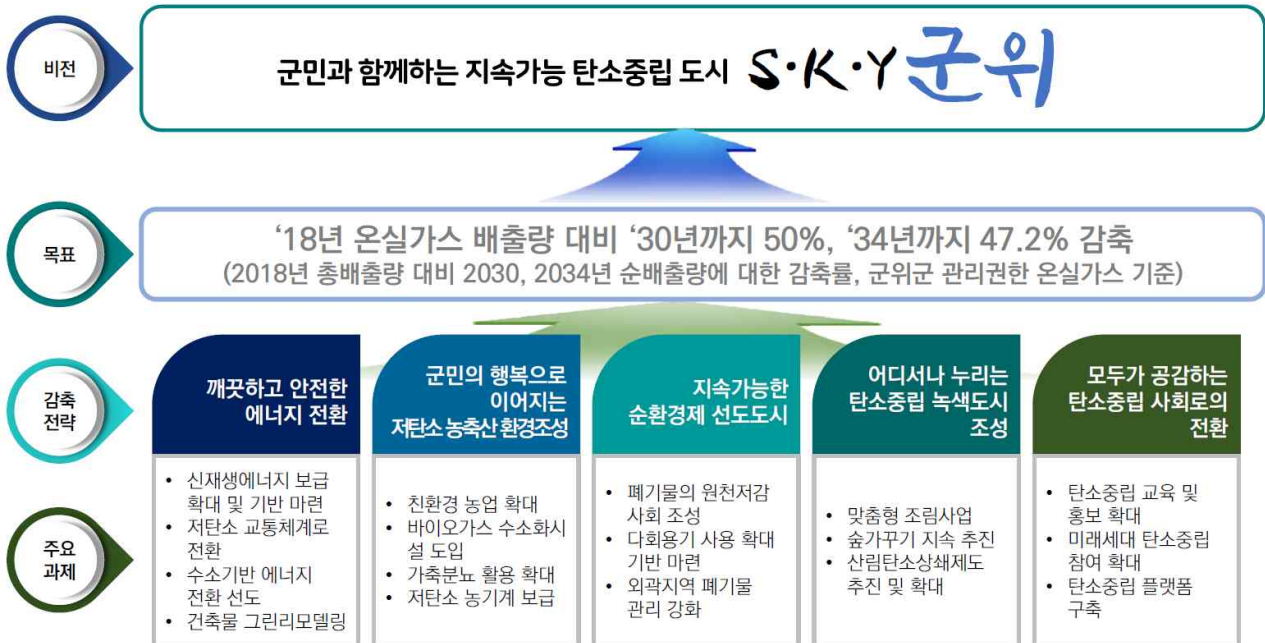 비전
군민과 함께하는 지속가능 탄소중립 도시 S·K·Y 군위
목표
‘18년 온실가스 배출량 대비 ‘30년까지 50%, ‘34년까지 47.2% 감축
(2018년 총배출량 대비 2030, 2034년 순배출량에 대한 감축률, 군위군 관리권한 온실가스 기준)
감축
전략
깨끗하고 안전한
에너지 전환
군민의 행복으로
이어지는
저탄소 농축산 환경조성
지속가능한
순환경제 선도도시
어디서나 누리는
탄소중립 녹색도시
조성
모두가 공감하는
탄소중립 사회로의
전환
주요
과제
• 신재생에너지 보급
확대 및 기반 마련
• 저탄소 교통체계로
전환
• 수소기반 에너지
전환 선도
• 건축물 그린리모델링
• 친환경 농업 확대
• 바이오가스 수소화시
설 도입
• 가축분뇨 활용 확대
• 저탄소 농기계 보급
• 폐기물의 원천저감
사회 조성
• 다회용기 사용 확대
기반 마련
• 외곽지역 폐기물
관리 강화
• 맞춤형 조림사업
• 숲가꾸기 지속 추진
• 산림탄소상쇄제도
추진 및 확대
• 탄소중립 교육 및
홍보 확대
• 미래세대 탄소중립
참여 확대
• 탄소중립 플랫폼
구축